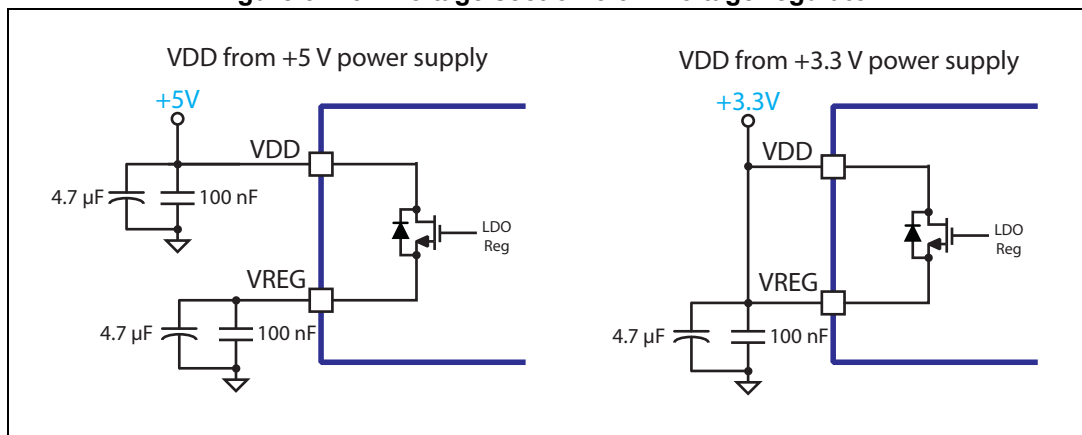 VDD from +5 V power supply
+5V
VDD
4.7 µF
100 nF
LDO
Reg
VREG
4.7 µF
100 nF
VDD from +3.3 V power supply
+3.3V
VDD
LDO
Reg
VREG
4.7 µF
100 nF